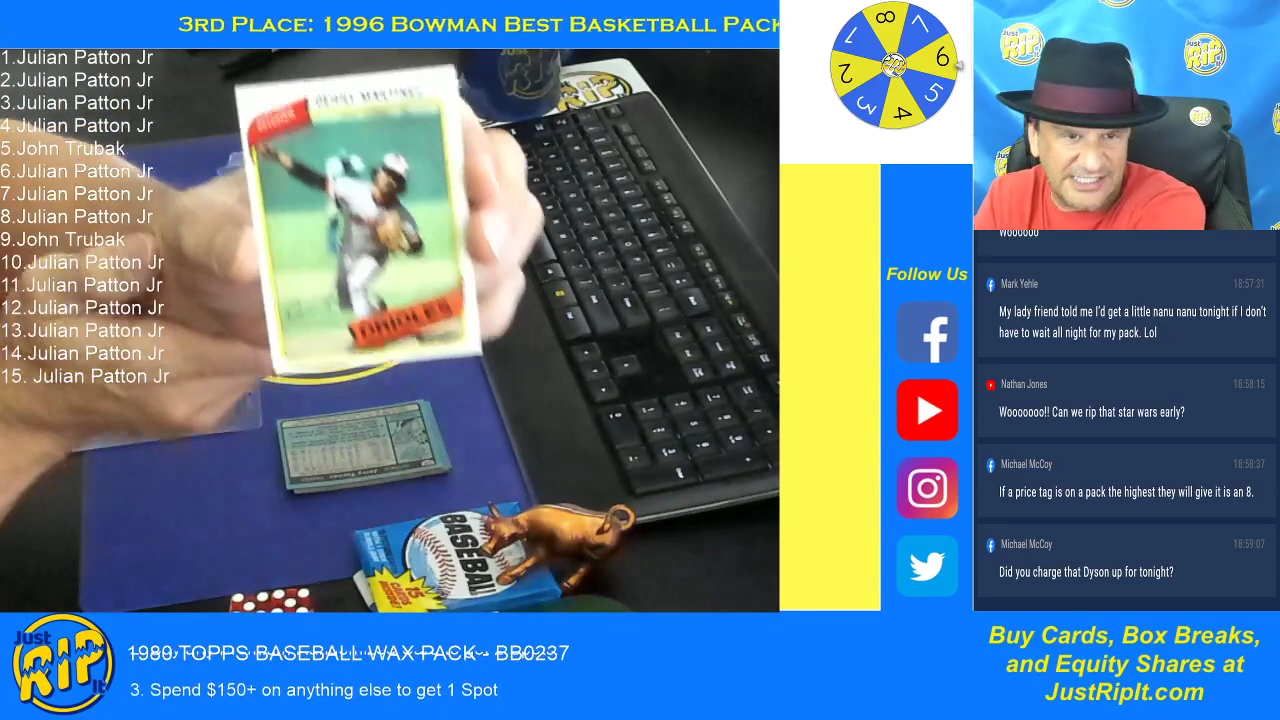 3RD PLACE: 1996 BOWMAN BEST BASKETBALL PACK
1.Julian Patton Jr
2.Julian Patton Jr
3.Julian Patton Jr
4.Julian Patton Jr
5.John Trubak
6.Julian Patton Jr
7.Julian Patton Jr
8.Julian Patton Jr
9.John Trubak
10.Julian Patton Jr
11.Julian Patton Jr
12.Julian Patton Jr
13.Julian Patton Jr
14.Julian Patton Jr
15. Julian Patton Jr
ORIOLES
BASEBALL
15
CARDS
1
2
3
4
5
6
7
8
Just
RIP
RIP
Follow Us
Woooooo
Mark Yehle 18:57:31
My lady friend told me I'd get a little nanu nanu tonight if I don't
have to wait all night for my pack. Lol
Nathan Jones 18:58:15
Wooooooo!! Can we rip that star wars early?
Michael McCoy 18:58:37
If a price tag is on a pack the highest they will give it is an 8.
Michael McCoy 18:59:07
Did you charge that Dyson up for tonight?
Just
RIP
It
1980 TOPPS BASEBALL WAX PACK - BB0237
3. Spend $150+ on anything else to get 1 Spot
Buy Cards, Box Breaks,
and Equity Shares at
JustRipIt.com